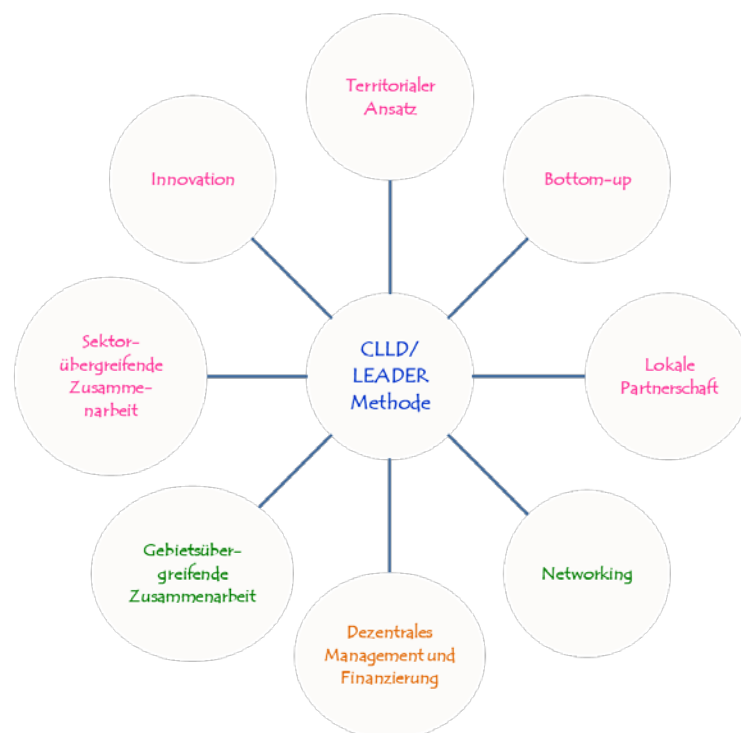 Territorialer
Ansatz
Innovation
Bottom-up
Sektor-
übergreifende
Zusamme-
narbeit
CLLD/
LEADER
Methode
Lokale
Partnerschaft
Gebietsüber-
greifende
Zusammenarbeit
Networking
Dezentrales
Management und
Finanzierung